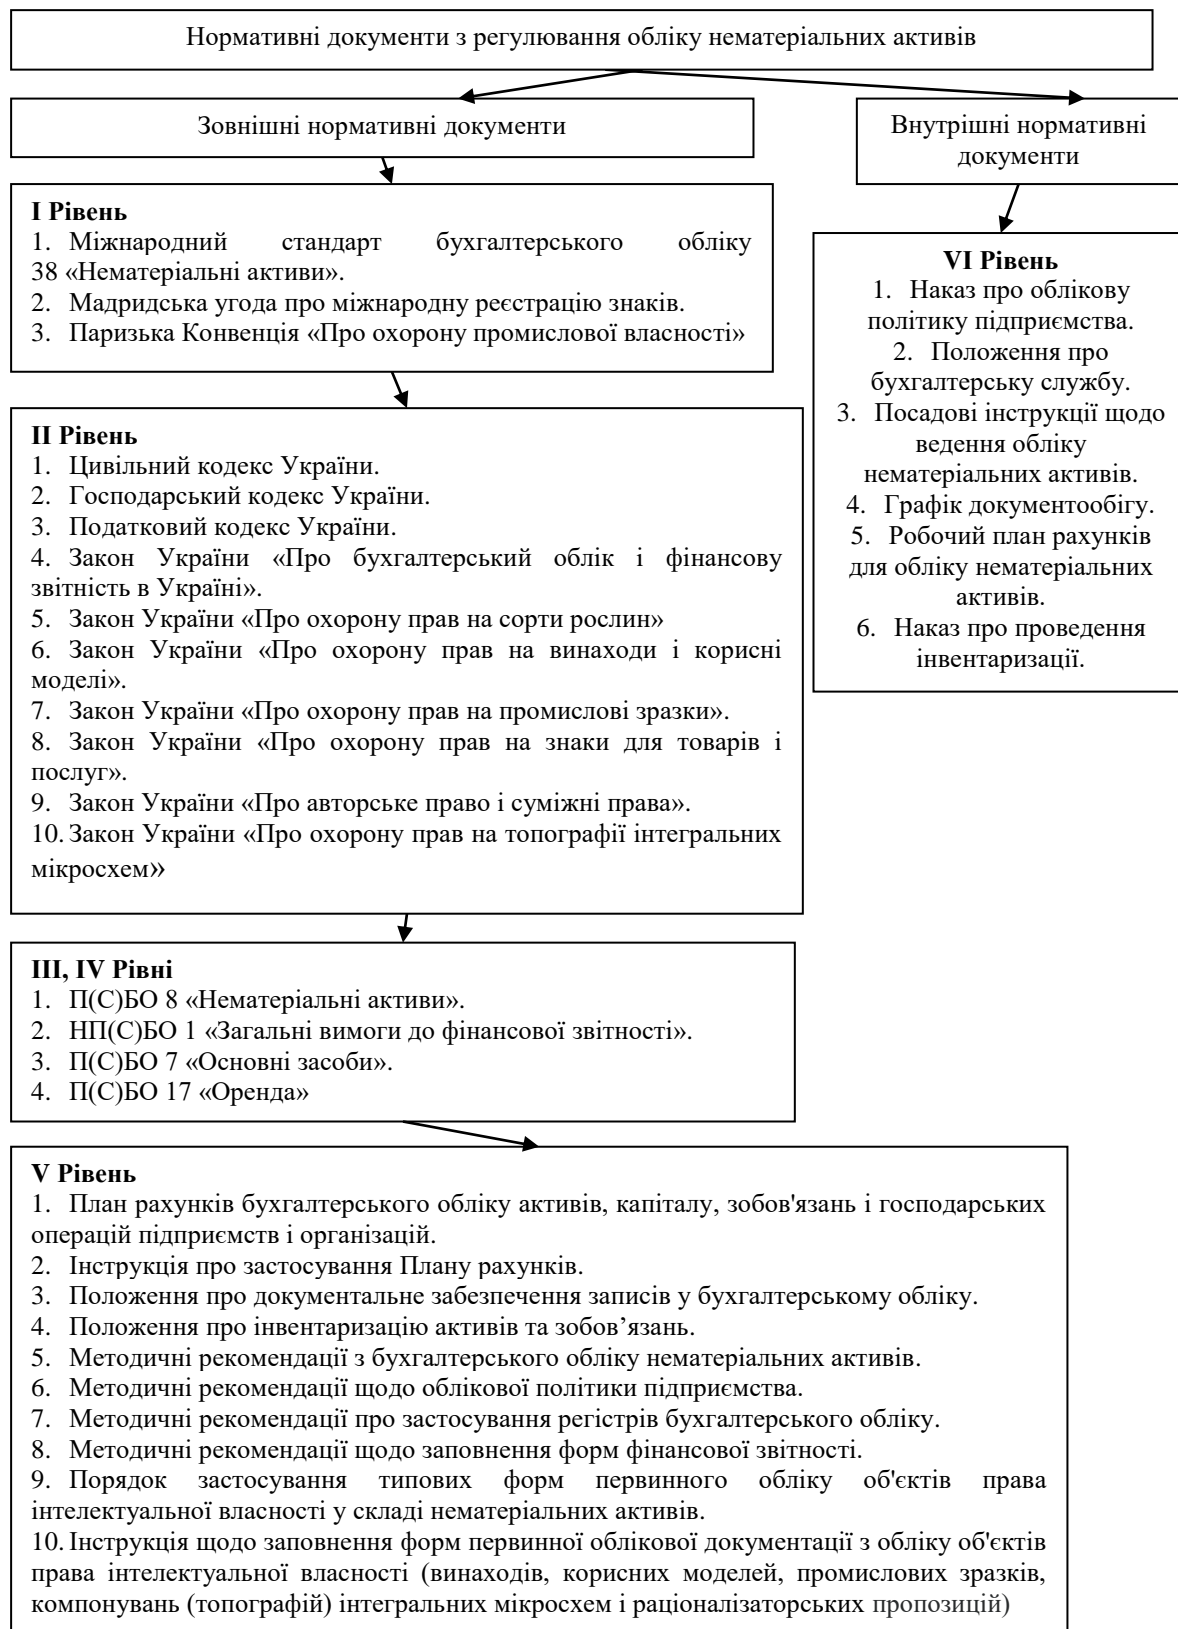 Нормативні документи з регулювання обліку нематеріальних активів
Зовнішні нормативні документи
Внутрішні нормативні
документи
I Рівень
1. Міжнародний стандарт бухгалтерського обліку
38 «Нематеріальні активи».
2. Мадридська угода про міжнародну реєстрацію знаків.
3. Паризька Конвенція «Про охорону промислової власності»
II Рівень
1. Цивільний кодекс України.
2. Господарський кодекс України.
3. Податковий кодекс України.
4. Закон України «Про бухгалтерський облік і фінансову
звітність в Україні».
5. Закон України «Про охорону прав на сорти рослин»
6. Закон України «Про охорону прав на винаходи і корисні
моделі».
7. Закон України «Про охорону прав на промислові зразки».
8. Закон України «Про охорону прав на знаки для товарів і
послуг».
9. Закон України «Про авторське право і суміжні права».
10. Закон України «Про охорону прав на топографії інтегральних
мікросхем»
VI Рівень
1. Наказ про облікову
політику підприємства.
2. Положення про
бухгалтерську службу.
3. Посадові інструкції щодо
ведення обліку
нематеріальних активів.
4. Графік документообігу.
5. Робочий план рахунків
для обліку нематеріальних
активів.
6. Наказ про проведення
інвентаризації.
III, IV Рівні
1. П(С)БО 8 «Нематеріальні активи».
2. НП(С)БО 1 «Загальні вимоги до фінансової звітності».
3. П(С)БО 7 «Основні засоби».
4. П(С)БО 17 «Оренда»
V Рівень
1. План рахунків бухгалтерського обліку активів, капіталу, зобов'язань і господарських
операцій підприємств і організацій.
2. Інструкція про застосування Плану рахунків.
3. Положення про документальне забезпечення записів у бухгалтерському обліку.
4. Положення про інвентаризацію активів та зобов’язань.
5. Методичні рекомендації з бухгалтерського обліку нематеріальних активів.
6. Методичні рекомендації щодо облікової політики підприємства.
7. Методичні рекомендації про застосування регістрів бухгалтерського обліку.
8. Методичні рекомендації щодо заповнення форм фінансової звітності.
9. Порядок застосування типових форм первинного обліку об'єктів права
інтелектуальної власності у складі нематеріальних активів.
10. Інструкція щодо заповнення форм первинної облікової документації з обліку об'єктів
права інтелектуальної власності (винаходів, корисних моделей, промислових зразків,
компонувань (топографій) інтегральних мікросхем і раціоналізаторських пропозицій)